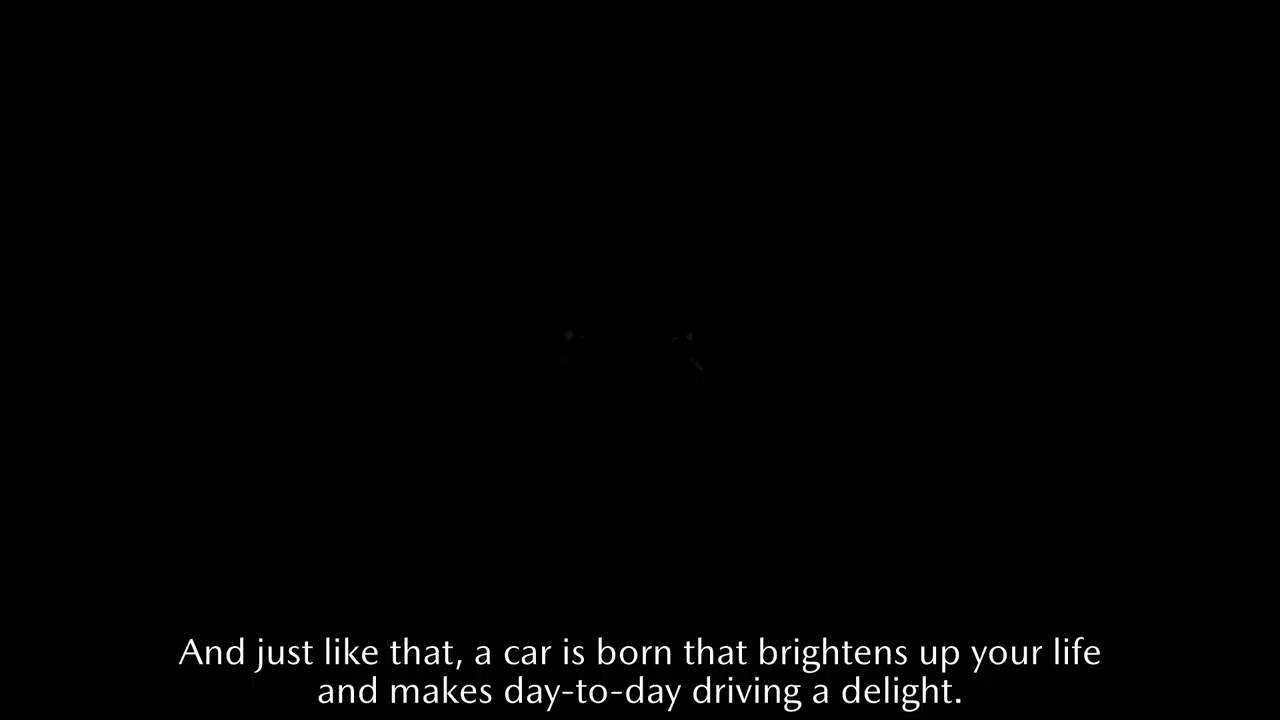 And just like that, a car is born that brightens up your life
and makes day-to-day driving a delight.